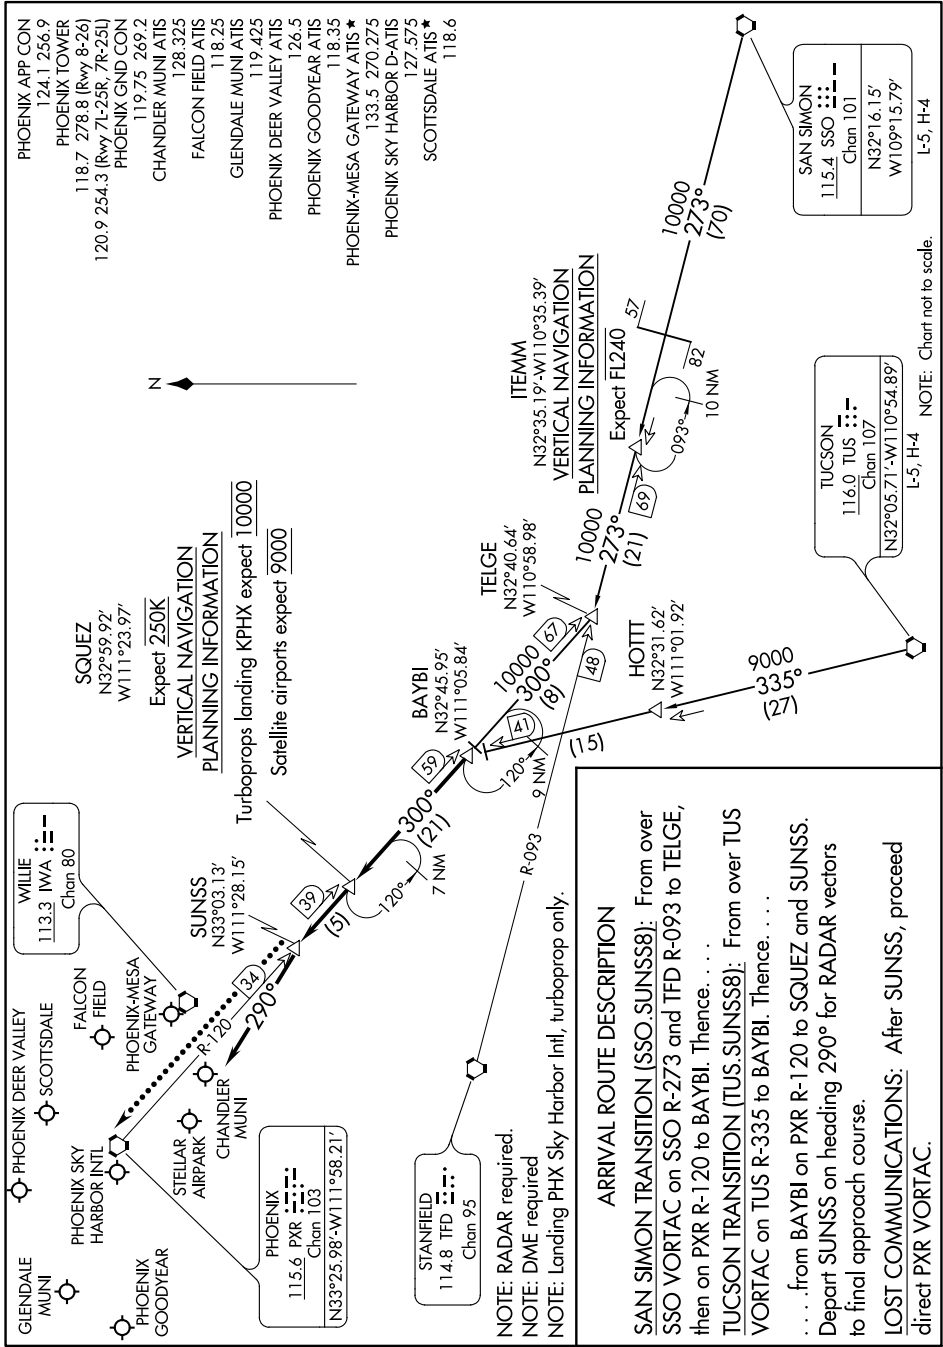 PHOENIX APP CON
124.1 256.9
PHOENIX TOWER
118.7 278.8 (Rwy 8-26)
120.9 254.3 (Rwy 7L-25R, 7R-25L)
PHOENIX GND CON
119.75 269.2
CHANDLER MUNI ATIS
128.325
FALCON FIELD ATIS
118.25
GLENDALE MUNI ATIS
119.425
PHOENIX DEER VALLEY ATIS
126.5
PHOENIX GOODYEAR ATIS
118.35
PHOENIX-MESA GATEWAY ATIS★
133.5 270.275
PHOENIX SKY HARBOR D-ATIS
127.575
SCOTTSDALE ATIS★
118.6
N
GLENDALE
MUNI
PHOENIX DEER VALLEY
SCOTTSDALE
FALCON
FIELD
PHOENIX SKY
HARBOR INTL
PHOENIX-MESA
GATEWAY
PHOENIX
GOODYEAR
STELLAR
AIRPARK
CHANDLER
MUNI
WILLIE
113.3 IWA
Chan 80
PHOENIX
115.6 PXR
Chan 103
N33°25.98'-W111°58.21'
STANFIELD
114.8 TFD
Chan 95
SQUEZ
N32°59.92'
W111°23.97'
Expect 250K
VERTICAL NAVIGATION
PLANNING INFORMATION
Turboprops landing KPHX expect 10000
Satellite airports expect 9000
SUNSS
N33°03.13'
W111°28.15'
R-120
34
290°
39
(5)
120°
7 NM
300°
(21)
59
BAYBI
N32°45.95'
W111°05.84'
120°
9 NM
41
10000
300°
(8)
67
TELGE
N32°40.64'
W110°58.98'
R-093
48
(15)
HOTTT
N32°31.62'
W111°01.92'
9000
335°
(27)
ITEMM
N32°35.19'-W110°35.39'
VERTICAL NAVIGATION
PLANNING INFORMATION
Expect FL240
10000
273°
(21)
69
093°
10 NM
57
82
10000
273°
(70)
SAN SIMON
115.4 SSO
Chan 101
N32°16.15'
W109°15.79'
L-5, H-4
TUCSON
116.0 TUS
Chan 107
N32°05.71'-W110°54.89'
L-5, H-4
NOTE: Chart not to scale.
NOTE: RADAR required.
NOTE: DME required
NOTE: Landing PHX Sky Harbor Intl, turboprop only.
ARRIVAL ROUTE DESCRIPTION
SAN SIMON TRANSITION (SSO.SUNSS8): From over
SSO VORTAC on SSO R-273 and TFD R-093 to TELGE,
then on PXR R-120 to BAYBI. Thence. . . .
TUCSON TRANSITION (TUS.SUNSS8): From over TUS
VORTAC on TUS R-335 to BAYBI. Thence. . . .
. . . .from BAYBI on PXR R-120 to SQUEZ and SUNSS.
Depart SUNSS on heading 290° for RADAR vectors
to final approach course.
LOST COMMUNICATIONS: After SUNSS, proceed
direct PXR VORTAC.